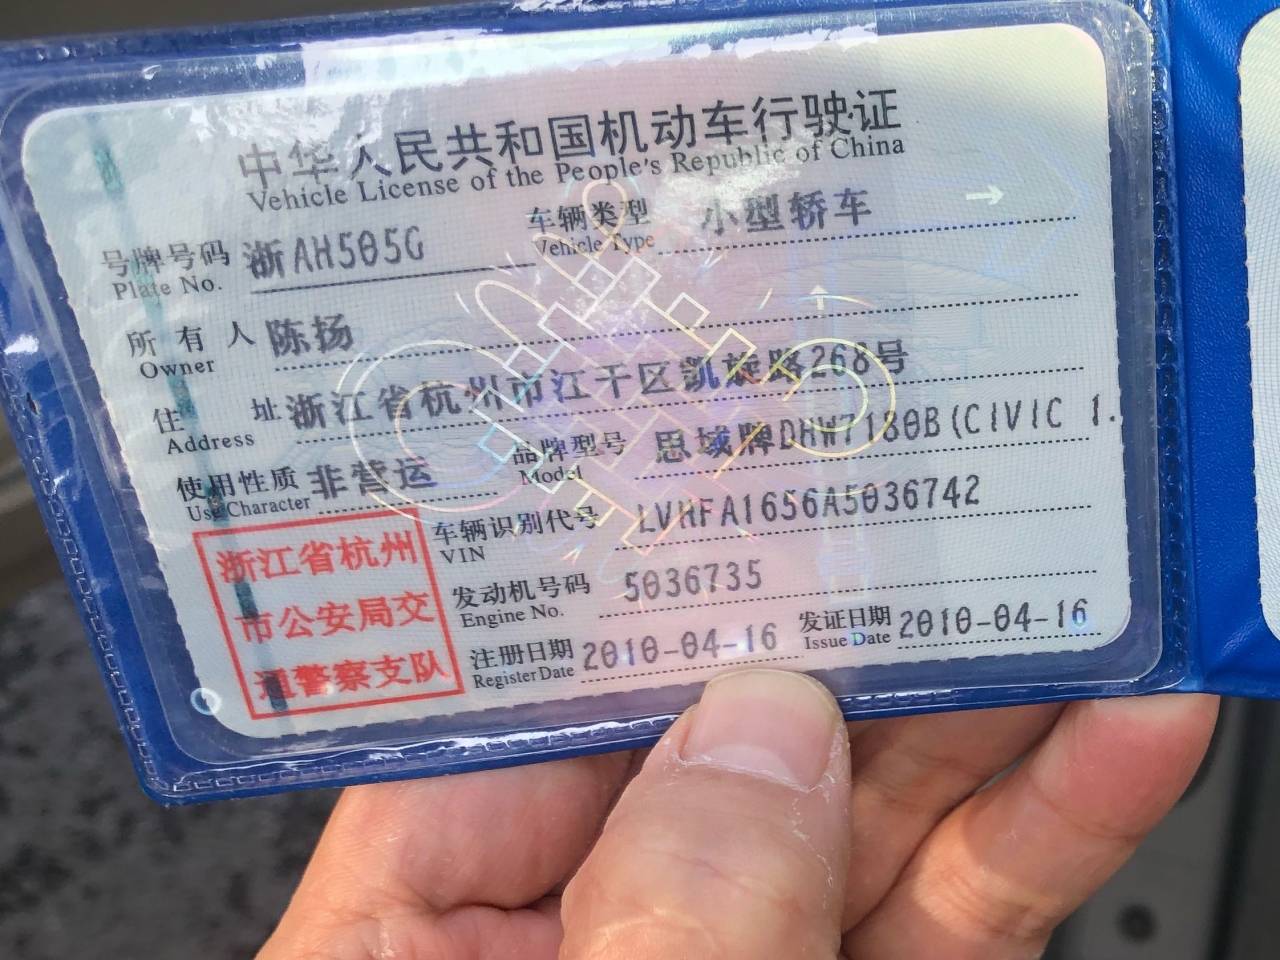 中华人民共和国机动车行驶证
Vehicle License of the People's Republic of China
号牌号码 浙AH505G 车辆类型 小型轿车
Plate No. Vehicle Type
所有人 陈扬
Owner
住址 浙江省杭州市江干区凯旋路268号
Address
使用性质 非营运 品牌型号 思域牌DHW7180B(CIVIC 1.
Use Character Model
车辆识别代号 LVHFA1656A5036742
VIN
发动机号码 5036735
Engine No.
注册日期 2010-04-16 发证日期 2010-04-16
Register Date Issue Date
浙江省杭州
市公安局交
通警察支队